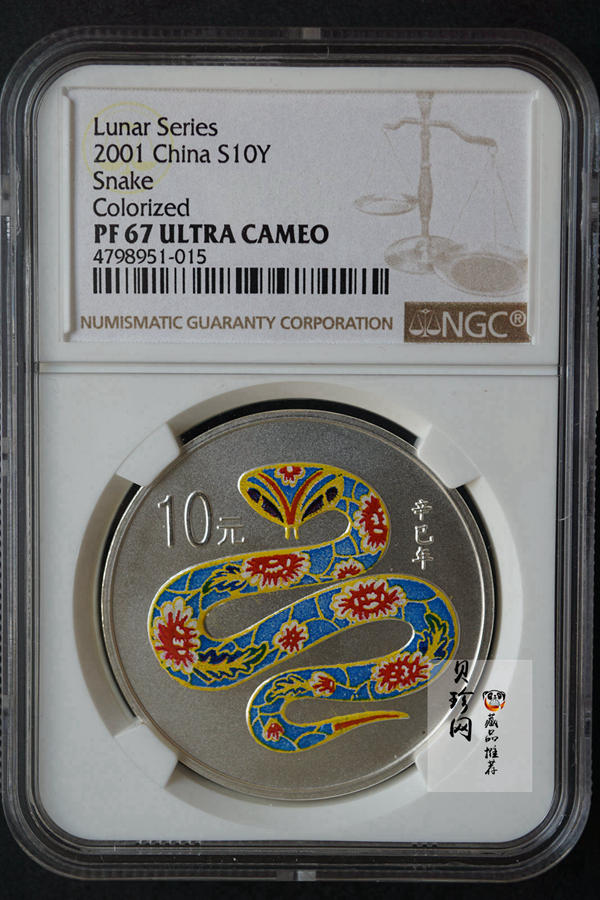 Lunar Series
2001 China S10Y
Snake
Colorized
PF 67 ULTRA CAMEO
4798951-015
NUMISMATIC GUARANTY CORPORATION
NGC®
10元
辛巳年
贝珍网
藏品推荐